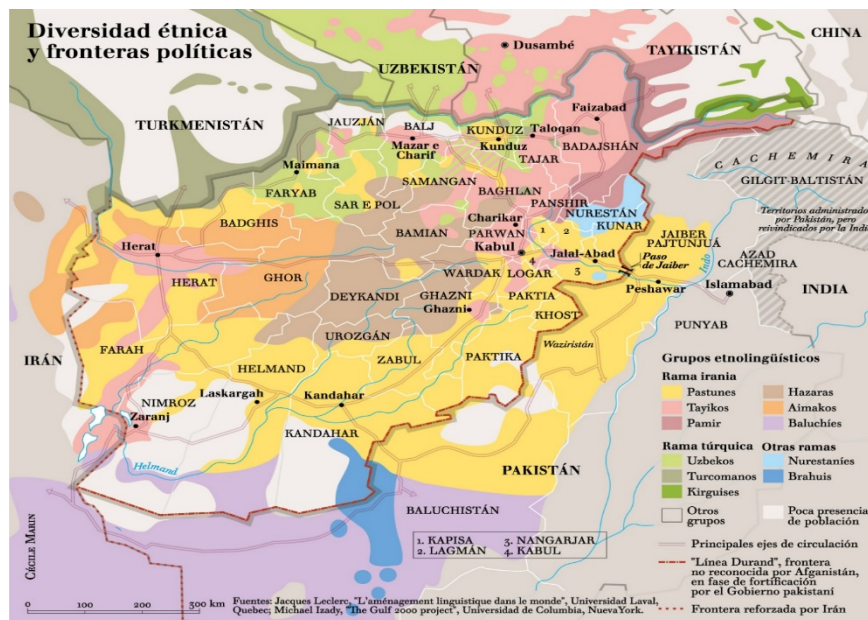 Diversidad étnica
y fronteras políticas
Dusambé
UZBEKISTÁN
TAYIKISTÁN
CHINA
TURKMENISTÁN
JAUZJÁN
BALJ
Mazar e
Charif
KUNDUZ
Kunduz
Taloqan
TAJAR
Faizabad
BADAJSHÁN
Maimana
FARYAB
SAR E POL
SAMANGAN
BAGHLAN
PANSHIR
CACHEMIRA
GILGIT-BALTISTÁN
Territorios administrados
por Pakistán, pero
reivindicados por la India
BADGHIS
BAMIAN
Charikar
PARWAN
Kabul
1
2
NURESTÁN
KUNAR
JAIBER
PAJTUNJUÁ
Herat
HERAT
GHOR
WARDAK
4
LOGAR
Jalal-Abad
3
Paso
de Jaiber
Peshawar
Indo
AZAD
CACHEMIRA
Islamabad
INDIA
DEYKANDI
GHAZNI
Ghazni
PAKTIA
KHOST
PUNYAB
IRÁN
FARAH
UROZGÁN
ZABUL
PAKTIKA
Waziristán
HELMAND
NIMROZ
Zaranj
Laskargah
Kandahar
KANDAHAR
Helmand
PAKISTÁN
BALUCHISTÁN
Grupos etnolingüísticos
Rama irania
Pastunes
Tayikos
Pamir
Hazaras
Aimakos
Baluchíes
Rama túrquica
Uzbekos
Turcomanos
Kirguises
Otras ramas
Nurestaníes
Brahuis
Otros
grupos
Poca presencia
de población
Principales ejes de circulación
"Línea Durand", frontera
no reconocida por Afganistán,
en fase de fortificación
por el Gobierno pakistaní
Frontera reforzada por Irán
1. KAPISA
2. LAGMÁN
3. NANGARJAR
4. KABUL
CÉCILE MARIN
0
100
200
300 km
Fuentes: Jacques Leclerc, "L'aménagement linguistique dans le monde", Universidad Laval,
Quebec; Michael Izady, "The Gulf 2000 project", Universidad de Columbia, Nueva York.